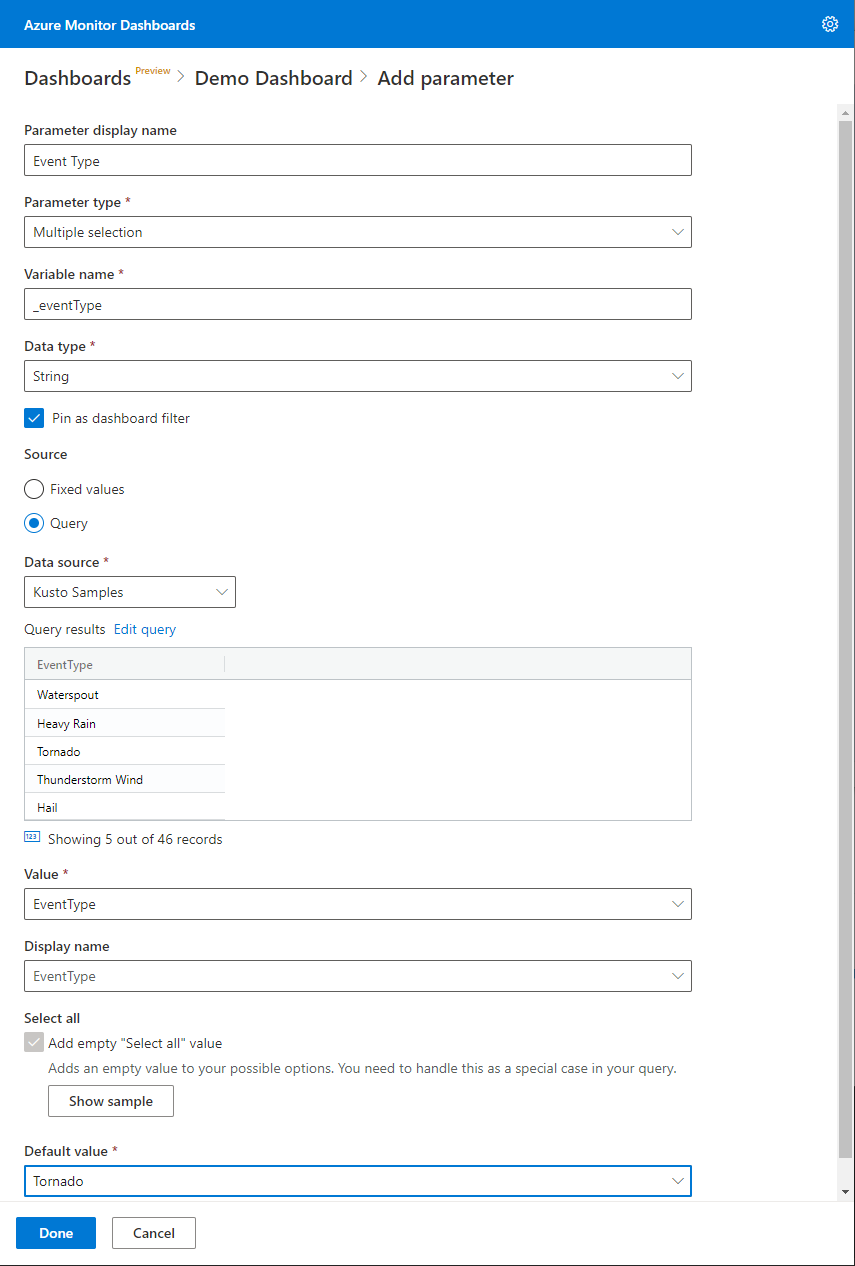 Azure Monitor Dashboards
Dashboards Preview > Demo Dashboard > Add parameter
Parameter display name
Event Type
Parameter type *
Multiple selection
Variable name *
_eventType
Data type *
String
Pin as dashboard filter
Source
Fixed values
Query
Data source *
Kusto Samples
Query results Edit query
EventType
Waterspout
Heavy Rain
Tornado
Thunderstorm Wind
Hail
123 Showing 5 out of 46 records
Value *
EventType
Display name
EventType
Select all
Add empty "Select all" value
Adds an empty value to your possible options. You need to handle this as a special case in your query.
Show sample
Default value *
Tornado
Done Cancel